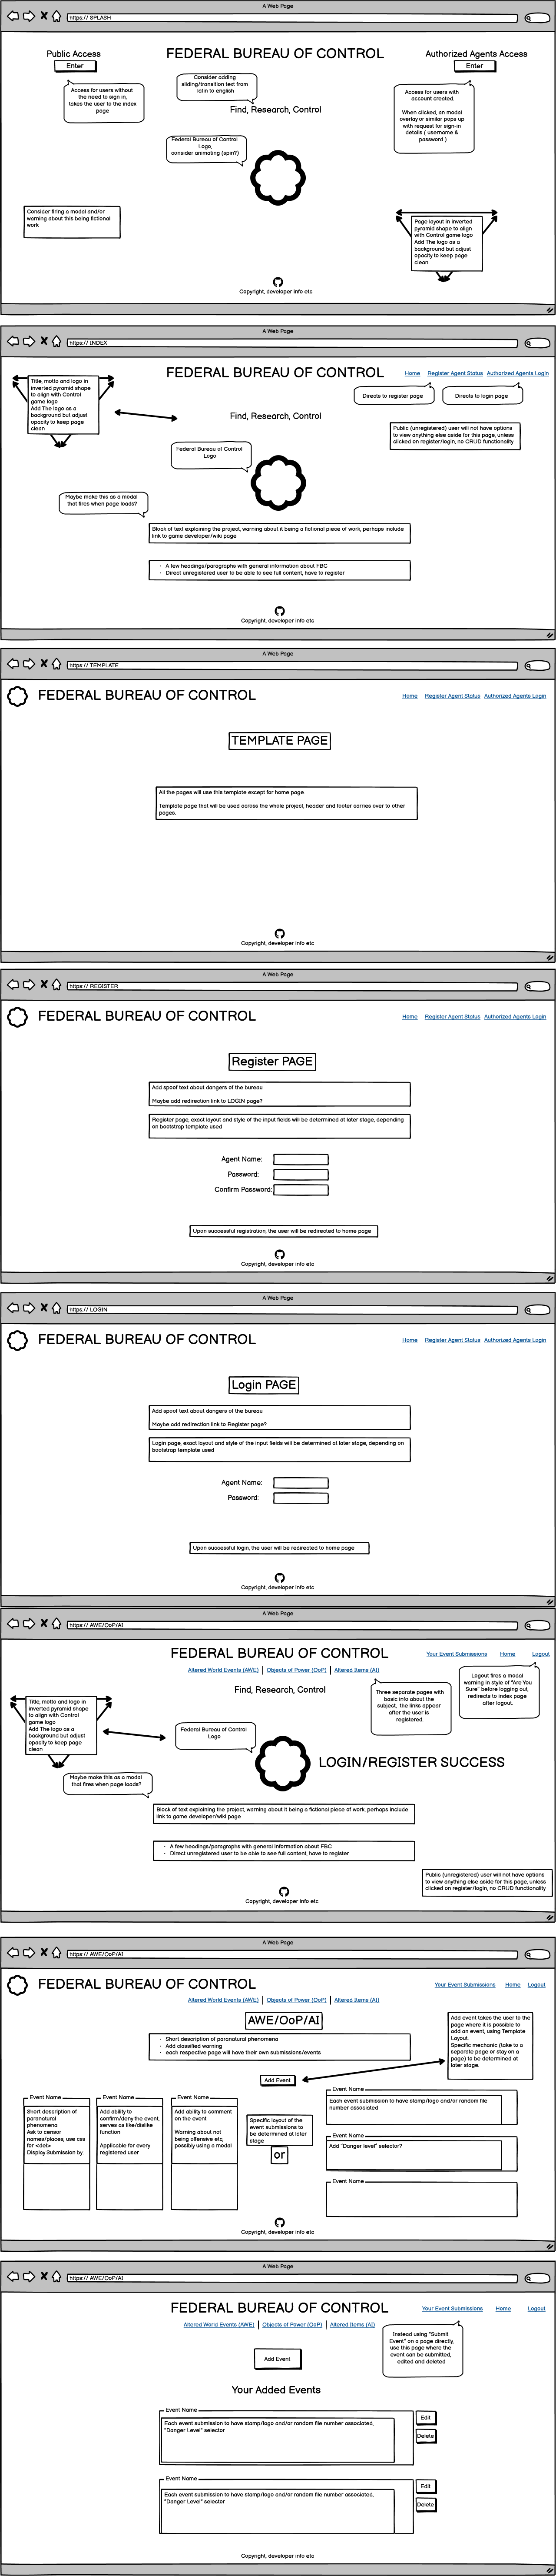 A Web Page
https:// SPLASH
Public Access
Enter
FEDERAL BUREAU OF CONTROL
Authorized Agents Access
Enter
Access for users without
the need to sign in,
takes the user to the index
page
Consider adding
sliding/transition text from
latin to english
Find, Research, Control
Access for users with
account created.
When clicked, an modal
overlay or similar pops up
with request for sign-in
details ( username &
password )
Federal Bureau of Control
Logo,
consider animating (spin?)
Consider firing a modal and/or
warning about this being fictional
work
Page layout in inverted
pyramid shape to align
with Control game logo
Add The logo as a
background but adjust
opacity to keep page
clean
Copyright, developer info etc
A Web Page
https:// INDEX
FEDERAL BUREAU OF CONTROL
Home
Register Agent Status
Authorized Agents Login
Title, motto and logo in
inverted pyramid shape
to align with Control
game logo
Add The logo as a
background but adjust
opacity to keep page
clean
Directs to register page
Directs to login page
Find, Research, Control
Public (unregistered) user will not have options
to view anything else aside for this page, unless
clicked on register/login, no CRUD functionality
Federal Bureau of Control
Logo
Maybe make this as a modal
that fires when page loads?
Block of text explaining the project, warning about it being a fictional piece of work, perhaps include
link to game developer/wiki page
· A few headings/paragraphs with general information about FBC
· Direct unregistered user to be able to see full content, have to register
Copyright, developer info etc
A Web Page
https:// TEMPLATE
FEDERAL BUREAU OF CONTROL
Home
Register Agent Status
Authorized Agents Login
TEMPLATE PAGE
All the pages will use this template except for home page.
Template page that will be used across the whole project, header and footer carries over to other
pages.
Copyright, developer info etc
A Web Page
https:// REGISTER
FEDERAL BUREAU OF CONTROL
Home
Register Agent Status
Authorized Agents Login
Register PAGE
Add spoof text about dangers of the bureau
Maybe add redirection link to LOGIN page?
Register page, exact layout and style of the input fields will be determined at later stage, depending
on bootstrap template used
Agent Name:
Password:
Confirm Password:
Upon successful registration, the user will be redirected to home page
Copyright, developer info etc
A Web Page
https:// LOGIN
FEDERAL BUREAU OF CONTROL
Home
Register Agent Status
Authorized Agents Login
Login PAGE
Add spoof text about dangers of the bureau
Maybe add redirection link to Register page?
Login page, exact layout and style of the input fields will be determined at later stage, depending on
bootstrap template used
Agent Name:
Password:
Upon successful login, the user will be redirected to home page
Copyright, developer info etc
A Web Page
https:// AWE/OoP/AI
FEDERAL BUREAU OF CONTROL
Your Event Submissions
Home
Logout
Altered World Events (AWE)
Objects of Power (OoP)
Altered Items (AI)
Logout fires a modal
warning in style of "Are You
Sure" before logging out,
redirects to index page
after logout.
Three separate pages with
basic info about the
subject, the links appear
after the user is
registered.
Find, Research, Control
Title, motto and logo in
inverted pyramid shape
to align with Control
game logo
Add The logo as a
background but adjust
opacity to keep page
clean
Federal Bureau of Control
Logo
LOGIN/REGISTER SUCCESS
Maybe make this as a modal
that fires when page loads?
Block of text explaining the project, warning about it being a fictional piece of work, perhaps include
link to game developer/wiki page
· A few headings/paragraphs with general information about FBC
· Direct unregistered user to be able to see full content, have to register
Public (unregistered) user will not have options
to view anything else aside for this page, unless
clicked on register/login, no CRUD functionality
Copyright, developer info etc
A Web Page
https:// AWE/OoP/AI
FEDERAL BUREAU OF CONTROL
Your Event Submissions
Home
Logout
Altered World Events (AWE)
Objects of Power (OoP)
Altered Items (AI)
AWE/OoP/AI
· Short description of paranatural phenomena
· Add classified warning
· each respective page will have their own submissions/events
Add event takes the user to the
page where it is possible to
add an event, using Template
Layout.
Specific mechanic (take to a
separate page or stay on a
page) to be determined at
later stage.
Add Event
Event Name
Short description of
paranatural
phenomena
Ask to censor
names/places, use css
for <del>
Display Submission by:
Event Name
Add ability to
confirm/deny the event,
serves as like/dislike
function
Applicable for every
registered user
Event Name
Add ability to comment
on the event
Warning about not
being offensive etc,
possibly using a modal
Specific layout of the
event submissions to
be determined at later
stage
or
Event Name
Each event submission to have stamp/logo and/or random file
number associated
Event Name
Add "Danger level" selector?
Event Name
Copyright, developer info etc
A Web Page
https:// AWE/OoP/AI
FEDERAL BUREAU OF CONTROL
Your Event Submissions
Home
Logout
Altered World Events (AWE)
Objects of Power (OoP)
Altered Items (AI)
Instead using "Submit
Event" on a page directly,
use this page where the
event can be submitted,
edited and deleted
Add Event
Your Added Events
Event Name
Each event submission to have stamp/logo and/or random file number associated,
"Danger Level" selector
Edit
Delete
Event Name
Each event submission to have stamp/logo and/or random file number associated,
"Danger Level" selector
Edit
Delete
Copyright, developer info etc